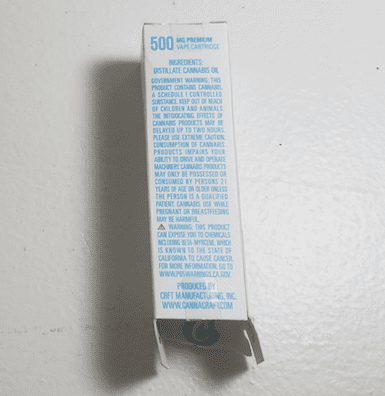 500 MG PREMIUM
VAPE CARTRIDGE
INGREDIENTS:
DISTILLATE CANNABIS OIL
GOVERNMENT WARNING: THIS
PRODUCT CONTAINS CANNABIS,
A SCHEDULE I CONTROLLED
SUBSTANCE. KEEP OUT OF REACH
OF CHILDREN AND ANIMALS.
THE INTOXICATING EFFECTS OF
CANNABIS PRODUCTS MAY BE
DELAYED UP TO TWO HOURS.
PLEASE USE EXTREME CAUTION.
CONSUMPTION OF CANNABIS
PRODUCTS IMPAIRS YOUR
ABILITY TO DRIVE AND OPERATE
MACHINERY. CANNABIS PRODUCTS
MAY ONLY BE POSSESSED OR
CONSUMED BY PERSONS 21
YEARS OF AGE OR OLDER UNLESS
THE PERSON IS A QUALIFIED
PATIENT. CANNABIS USE WHILE
PREGNANT OR BREASTFEEDING
MAY BE HARMFUL.
⚠ WARNING: THIS PRODUCT
CAN EXPOSE YOU TO CHEMICALS
INCLUDING BETA-MYRCENE, WHICH
IS KNOWN TO THE STATE OF
CALIFORNIA TO CAUSE CANCER.
FOR MORE INFORMATION, GO TO
WWW.P65WARNINGS.CA.GOV.
PRODUCED BY
CRFT MANUFACTURING, INC.
WWW.CANNACRAFT.COM